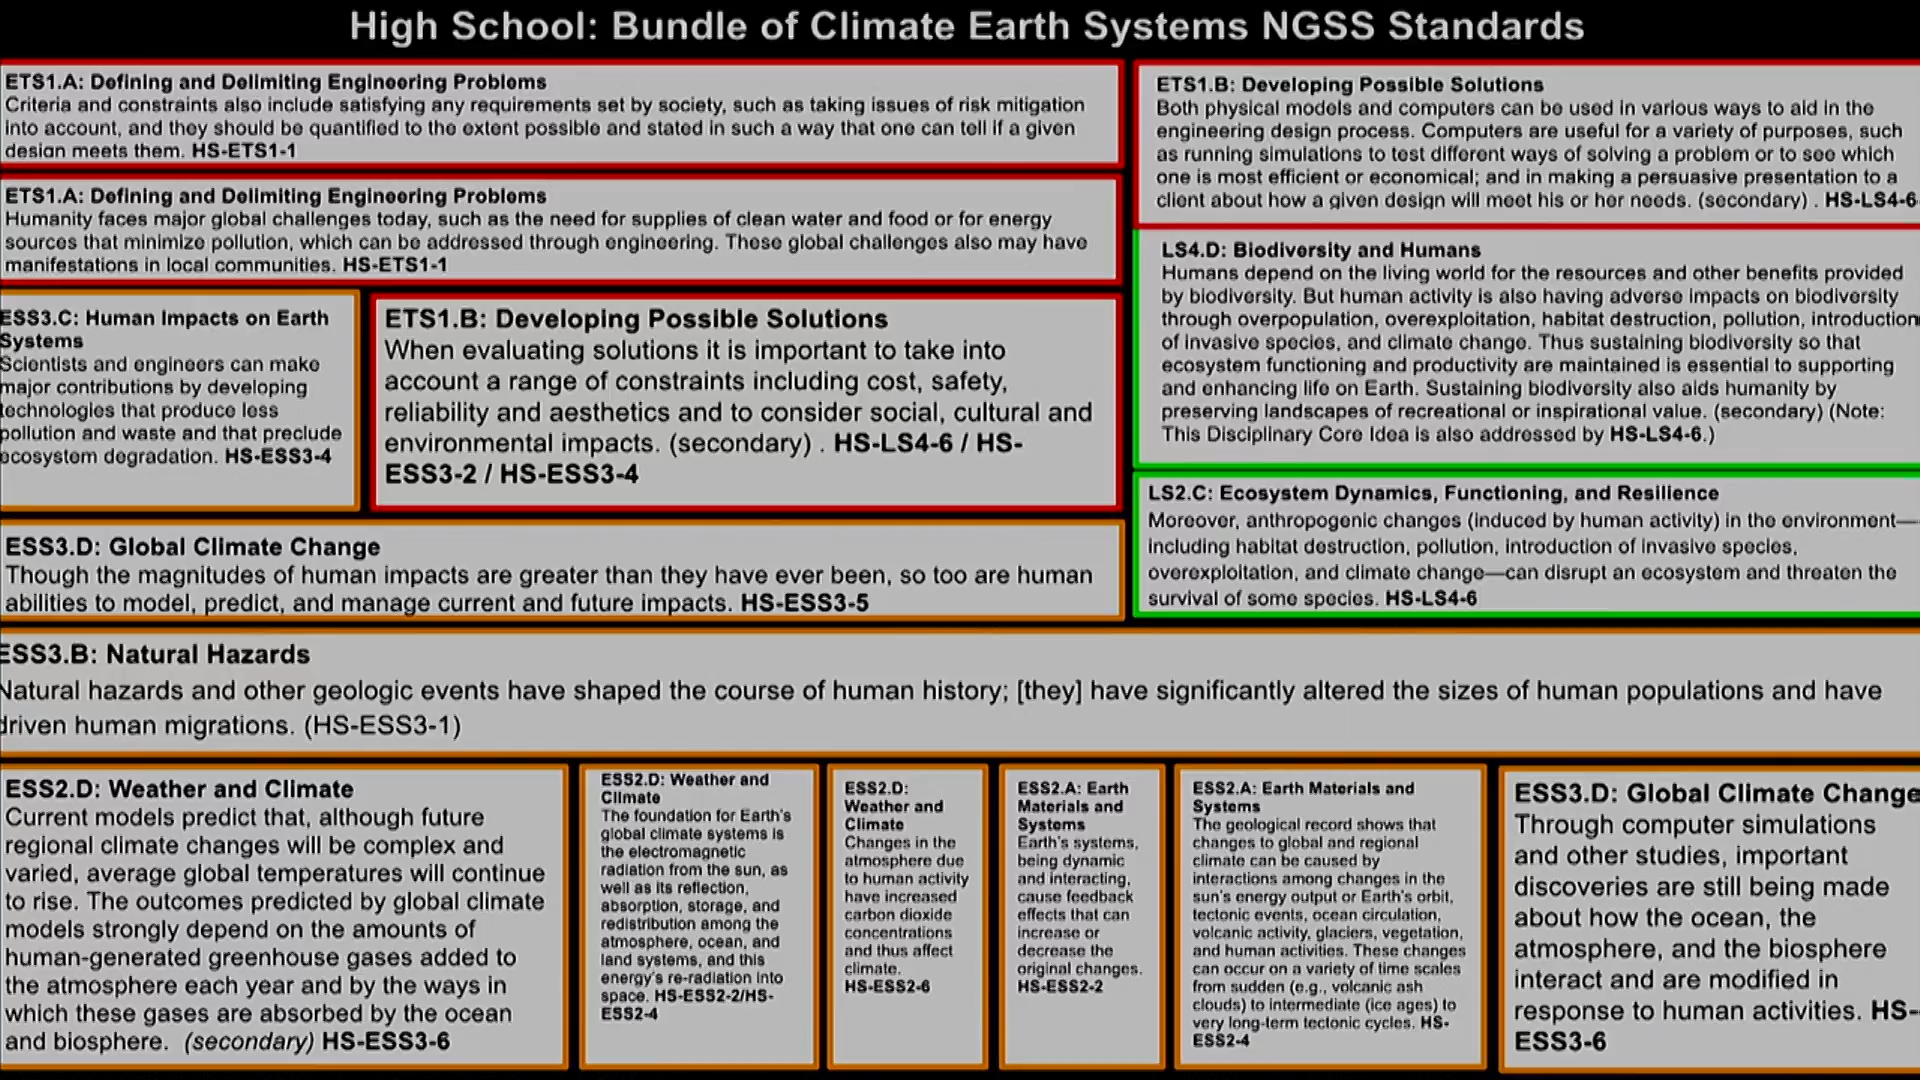 High School: Bundle of Climate Earth Systems NGSS Standards
ETS1.A: Defining and Delimiting Engineering Problems
Criteria and constraints also include satisfying any requirements set by society, such as taking issues of risk mitigation
into account, and they should be quantified to the extent possible and stated in such a way that one can tell if a given
design meets them. HS-ETS1-1
ETS1.A: Defining and Delimiting Engineering Problems
Humanity faces major global challenges today, such as the need for supplies of clean water and food or for energy
sources that minimize pollution, which can be addressed through engineering. These global challenges also may have
manifestations in local communities. HS-ETS1-1
ETS1.B: Developing Possible Solutions
Both physical models and computers can be used in various ways to aid in the
engineering design process. Computers are useful for a variety of purposes, such
as running simulations to test different ways of solving a problem or to see which
one is most efficient or economical; and in making a persuasive presentation to a
client about how a given design will meet his or her needs. (secondary) . HS-LS4-6
LS4.D: Biodiversity and Humans
Humans depend on the living world for the resources and other benefits provided
by biodiversity. But human activity is also having adverse impacts on biodiversity
through overpopulation, overexploitation, habitat destruction, pollution, introduction
of invasive species, and climate change. Thus sustaining biodiversity so that
ecosystem functioning and productivity are maintained is essential to supporting
and enhancing life on Earth. Sustaining biodiversity also aids humanity by
preserving landscapes of recreational or inspirational value. (secondary) (Note:
This Disciplinary Core Idea is also addressed by HS-LS4-6.)
ESS3.C: Human Impacts on Earth
Systems
Scientists and engineers can make
major contributions by developing
technologies that produce less
pollution and waste and that preclude
ecosystem degradation. HS-ESS3-4
ETS1.B: Developing Possible Solutions
When evaluating solutions it is important to take into
account a range of constraints including cost, safety,
reliability and aesthetics and to consider social, cultural and
environmental impacts. (secondary) . HS-LS4-6 / HS-
ESS3-2 / HS-ESS3-4
LS2.C: Ecosystem Dynamics, Functioning, and Resilience
Moreover, anthropogenic changes (induced by human activity) in the environment—
including habitat destruction, pollution, introduction of invasive species,
overexploitation, and climate change—can disrupt an ecosystem and threaten the
survival of some species. HS-LS4-6
ESS3.D: Global Climate Change
Though the magnitudes of human impacts are greater than they have ever been, so too are human
abilities to model, predict, and manage current and future impacts. HS-ESS3-5
ESS3.B: Natural Hazards
Natural hazards and other geologic events have shaped the course of human history; [they] have significantly altered the sizes of human populations and have
driven human migrations. (HS-ESS3-1)
ESS2.D: Weather and Climate
Current models predict that, although future
regional climate changes will be complex and
varied, average global temperatures will continue
to rise. The outcomes predicted by global climate
models strongly depend on the amounts of
human-generated greenhouse gases added to
the atmosphere each year and by the ways in
which these gases are absorbed by the ocean
and biosphere. (secondary) HS-ESS3-6
ESS2.D: Weather and
Climate
The foundation for Earth's
global climate systems is
the electromagnetic
radiation from the sun, as
well as its reflection,
absorption, storage, and
redistribution among the
atmosphere, ocean, and
land systems, and this
energy's re-radiation into
space. HS-ESS2-2/HS-
ESS2-4
ESS2.D:
Weather and
Climate
Changes in the
atmosphere due
to human activity
have increased
carbon dioxide
concentrations
and thus affect
climate.
HS-ESS2-6
ESS2.A: Earth
Materials and
Systems
Earth's systems,
being dynamic
and interacting,
cause feedback
effects that can
increase or
decrease the
original changes.
HS-ESS2-2
ESS2.A: Earth Materials and
Systems
The geological record shows that
changes to global and regional
climate can be caused by
interactions among changes in the
sun's energy output or Earth's orbit,
tectonic events, ocean circulation,
volcanic activity, glaciers, vegetation,
and human activities. These changes
can occur on a variety of time scales
from sudden (e.g., volcanic ash
clouds) to intermediate (ice ages) to
very long-term tectonic cycles. HS-
ESS2-4
ESS3.D: Global Climate Change
Through computer simulations
and other studies, important
discoveries are still being made
about how the ocean, the
atmosphere, and the biosphere
interact and are modified in
response to human activities. HS-
ESS3-6